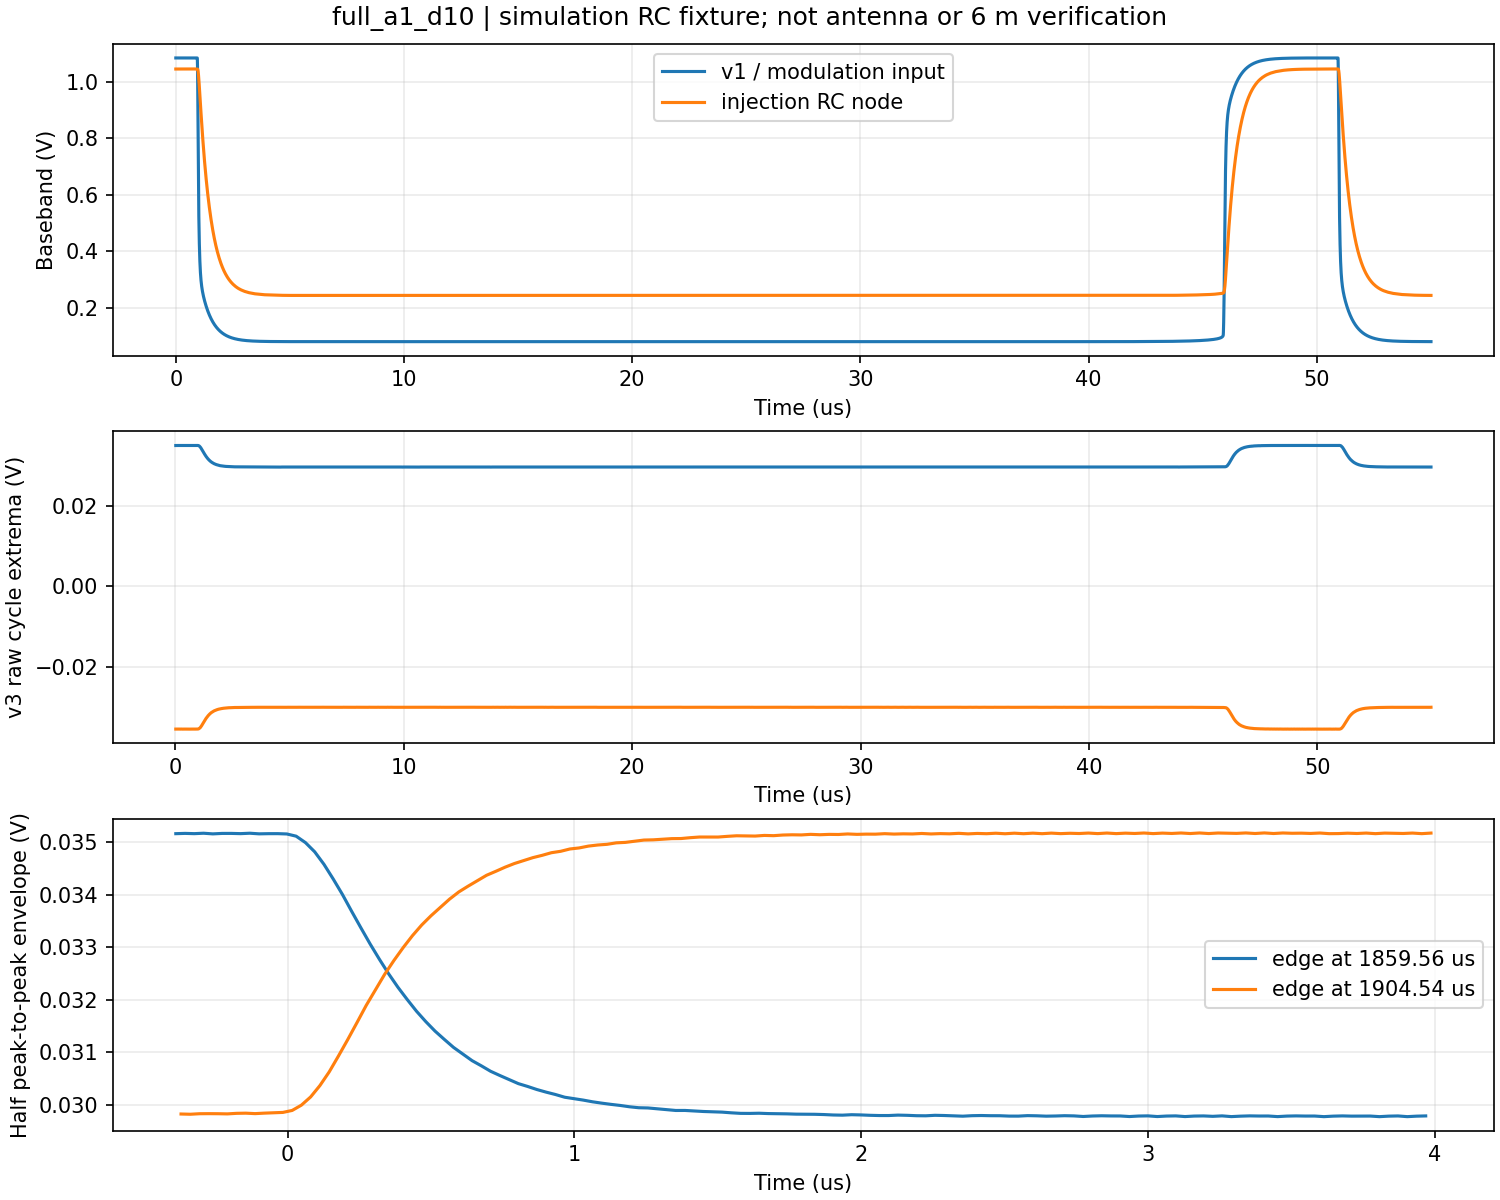 full_a1_d10 | simulation RC fixture; not antenna or 6 m verification
Baseband (V)
1.0
0.8
0.6
0.4
0.2
v1 / modulation input
injection RC node
0 10 20 30 40 50
Time (us)
v3 raw cycle extrema (V)
0.02
0.00
−0.02
0 10 20 30 40 50
Time (us)
Half peak-to-peak envelope (V)
0.035
0.034
0.033
0.032
0.031
0.030
edge at 1859.56 us
edge at 1904.54 us
0 1 2 3 4
Time (us)